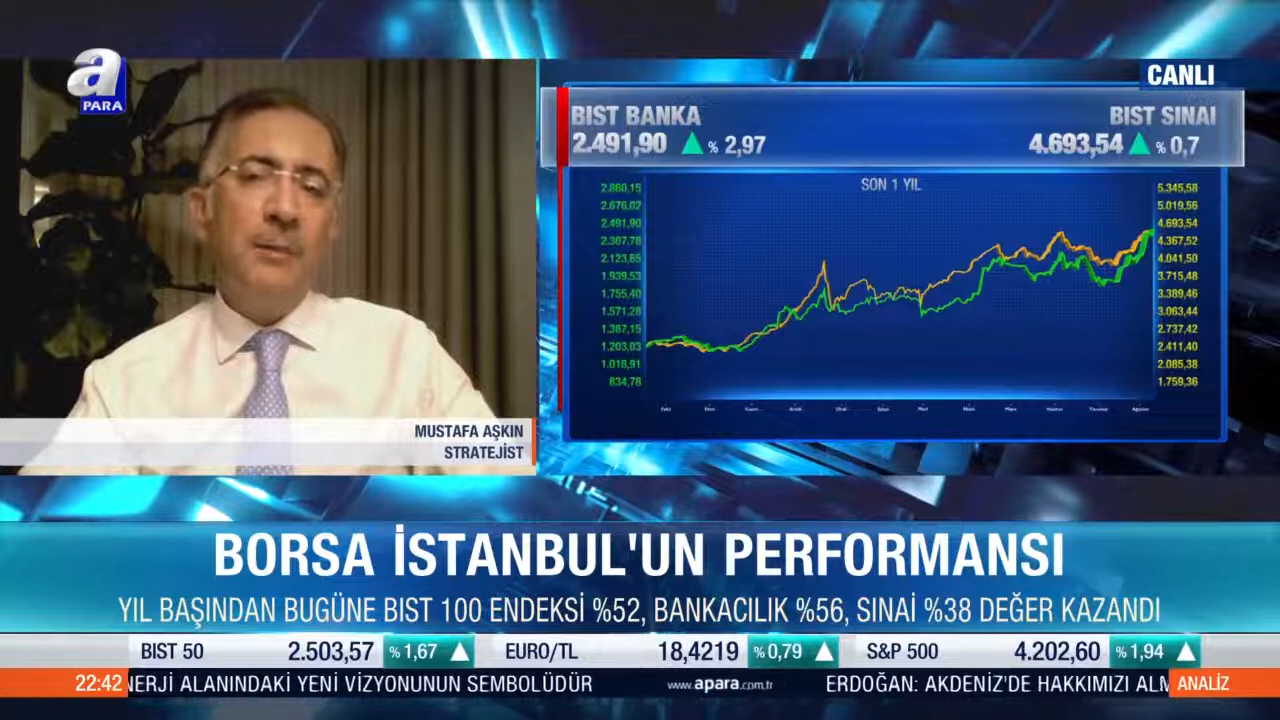 a
PARA
CANLI
BIST BANKA
2.491,90 ▲ % 2,97
BIST SINAI
4.693,54 ▲ % 0,7
SON 1 YIL
2.860,15
2.676,02
2.491,90
2.307,78
2.123,65
1.939,53
1.755,40
1.571,28
1.387,15
1.203,03
1.018,91
834,78
5.345,58
5.019,56
4.693,54
4.367,52
4.041,50
3.715,48
3.389,46
3.063,44
2.737,42
2.411,40
2.085,38
1.759,36
MUSTAFA AŞKIN
STRATEJİST
BORSA İSTANBUL'UN PERFORMANSI
YIL BAŞINDAN BUGÜNE BIST 100 ENDEKSİ %52, BANKACILIK %56, SINAİ %38 DEĞER KAZANDI
BIST 50 2.503,57 %1,67 ▲ EURO/TL 18,4219 %0,79 ▲ S&P 500 4.202,60 %1,94 ▲
22:42 NERJİ ALANINDAKİ YENİ VİZYONUNUN SEMBOLÜDÜR www.apara.com.tr ERDOĞAN: AKDENİZ'DE HAKKIMIZI ALM ANALİZ